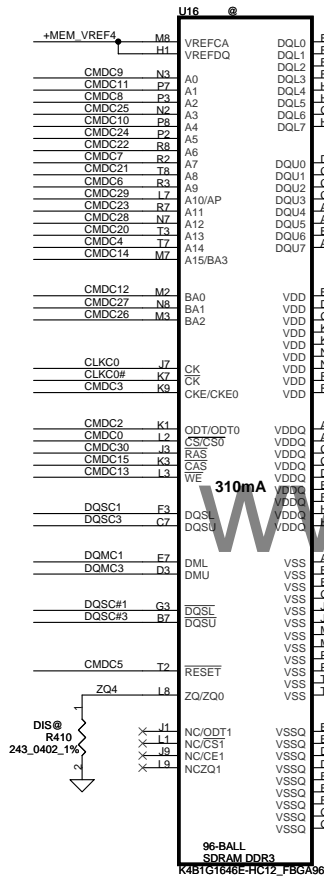 U16 @
+MEM_VREF4 M8 VREFCA DQL0
H1 VREFDQ DQL1
DQL2
CMDC9 N3 A0 DQL3
CMDC11 P7 A1 DQL4
CMDC8 P3 A2 DQL5
CMDC25 N2 A3 DQL6
CMDC10 P8 A4 DQL7
CMDC24 P2 A5
CMDC22 R8 A6
CMDC7 R2 A7 DQU0
CMDC21 T8 A8 DQU1
CMDC6 R3 A9 DQU2
CMDC29 L7 A10/AP DQU3
CMDC23 R7 A11 DQU4
CMDC28 N7 A12 DQU5
CMDC20 T3 A13 DQU6
CMDC4 T7 A14 DQU7
CMDC14 M7 A15/BA3
CMDC12 M2 BA0 VDD
CMDC27 N8 BA1 VDD
CMDC26 M3 BA2 VDD
VDD
VDD
VDD
CLKC0 J7 CK VDD
CLKC0# K7 CK VDD
CMDC3 K9 CKE/CKE0 VDD
CMDC2 K1 ODT/ODT0 VDDQ
CMDC0 L2 CS/CS0 VDDQ
CMDC30 J3 RAS VDDQ
CMDC15 K3 CAS VDDQ
CMDC13 L3 WE VDDQ
310mA VDDQ
VDDQ
DQSC1 F3 DQSL VDDQ
DQSC3 C7 DQSU VDDQ
DQMC1 E7 DML VSS
DQMC3 D3 DMU VSS
VSS
VSS
DQSC#1 G3 DQSL VSS
DQSC#3 B7 DQSU VSS
VSS
VSS
VSS
CMDC5 T2 RESET VSS
VSS
ZQ4 L8 ZQ/ZQ0 VSS
1
DIS@
R410
243_0402_1%
2
J1 NC/ODT1 VSSQ
L1 NC/CS1 VSSQ
J9 NC/CE1 VSSQ
L9 NCZQ1 VSSQ
VSSQ
VSSQ
VSSQ
VSSQ
VSSQ
96-BALL
SDRAM DDR3
K4B1G1646E-HC12_FBGA96